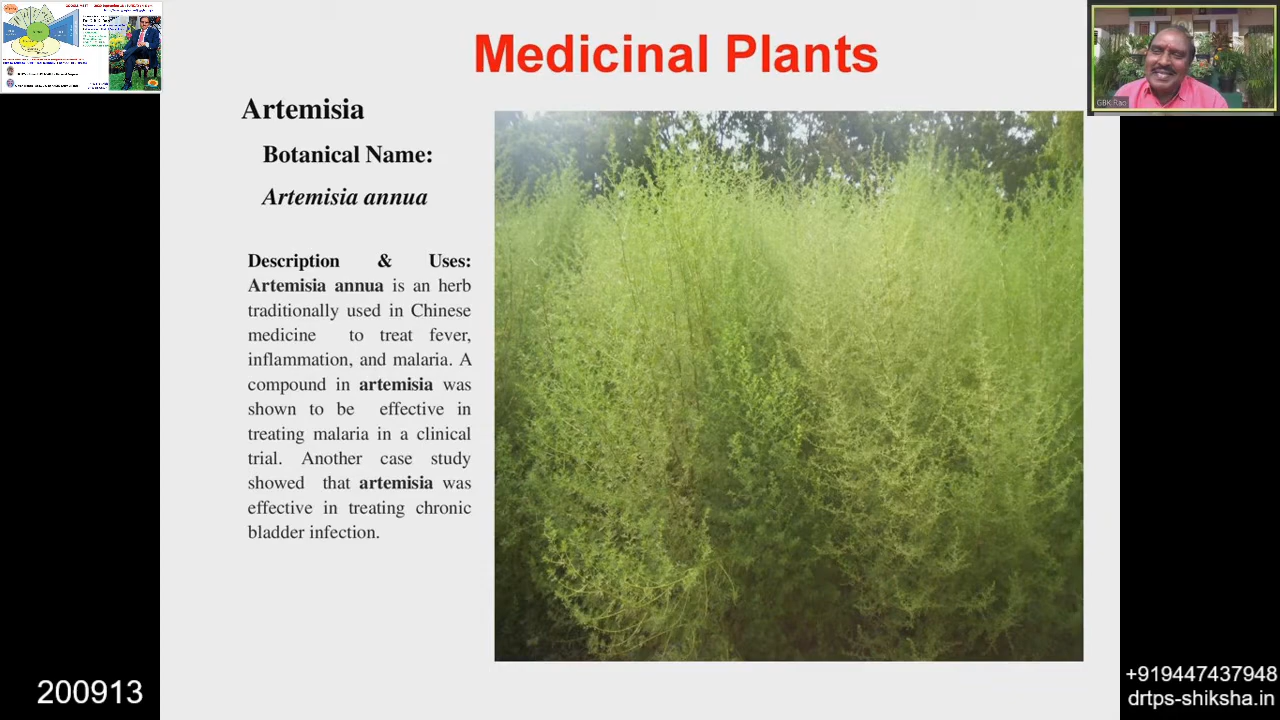 Medicinal Plants
Artemisia
Botanical Name:
Artemisia annua
Description & Uses:
Artemisia annua is an herb
traditionally used in Chinese
medicine to treat fever,
inflammation, and malaria. A
compound in artemisia was
shown to be effective in
treating malaria in a clinical
trial. Another case study
showed that artemisia was
effective in treating chronic
bladder infection.
GBK Rao
200913
+919447437948
drtps-shiksha.in